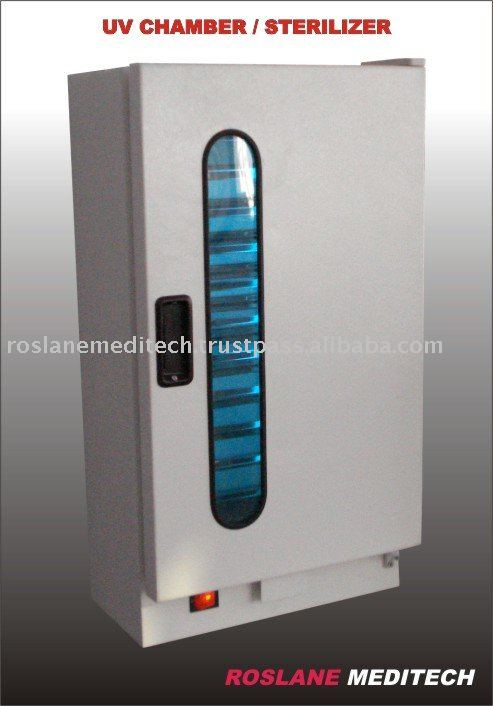 UV CHAMBER / STERILIZER
roslanemeditech.trustpass.alibaba.com
ROSLANE MEDITECH